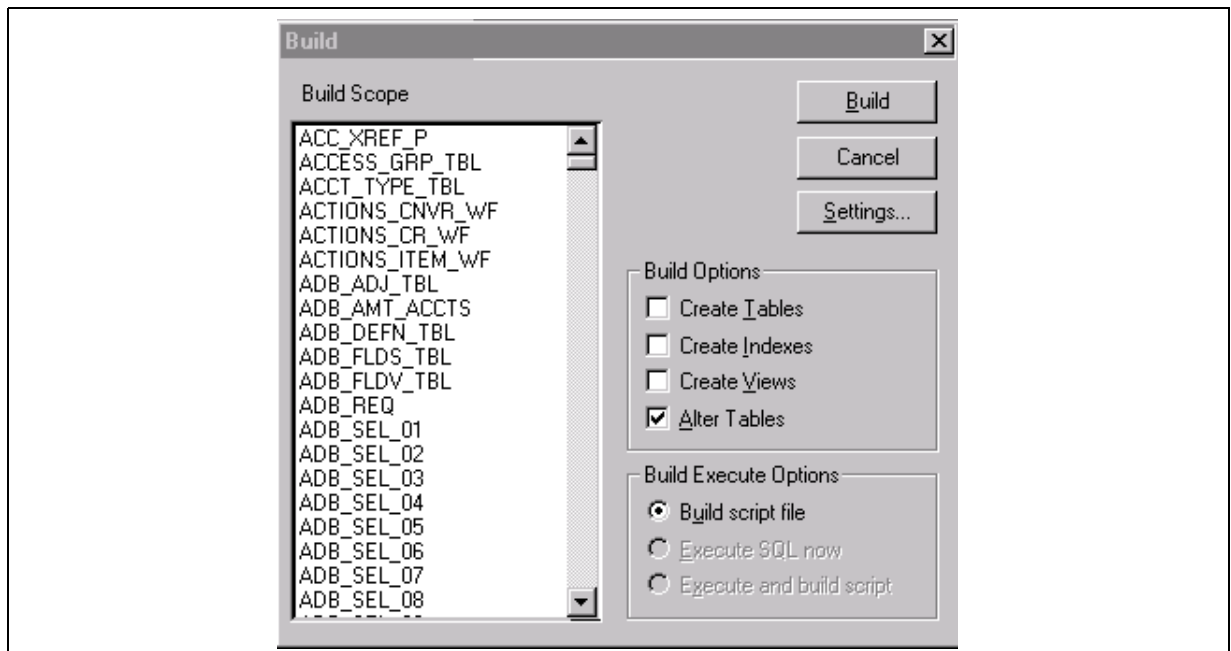 Build
Build Scope
ACC_XREF_P
ACCESS_GRP_TBL
ACCT_TYPE_TBL
ACTIONS_CNVR_WF
ACTIONS_CR_WF
ACTIONS_ITEM_WF
ADB_ADJ_TBL
ADB_AMT_ACCTS
ADB_DEFN_TBL
ADB_FLDS_TBL
ADB_FLDV_TBL
ADB_REQ
ADB_SEL_01
ADB_SEL_02
ADB_SEL_03
ADB_SEL_04
ADB_SEL_05
ADB_SEL_06
ADB_SEL_07
ADB_SEL_08
Build
Cancel
Settings...
Build Options
Create Tables
Create Indexes
Create Views
Alter Tables
Build Execute Options
Build script file
Execute SQL now
Execute and build script